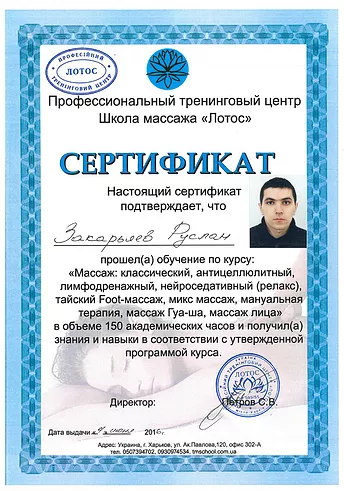 ПРОФЕСІЙНИЙ
ЛОТОС
ТРЕНІНГОВИЙ ЦЕНТР
Профессиональный тренинговый центр
Школа массажа «Лотос»
СЕРТИФИКАТ
Настоящий сертификат
подтверждает, что
Закарьяев Руслан
прошел(а) обучение по курсу:
«Массаж: классический, антицеллюлитный,
лимфодренажный, нейроседативный (релакс),
тайский Foot-массаж, микс массаж, мануальная
терапия, массаж Гуа-ша, массаж лица»
в объеме 150 академических часов и получил(а)
знания и навыки в соответствии с утвержденной
программой курса.
ЛОТОС
Директор:
Петров С.В.
Дата выдачи июня 2016
Адрес: Украина, г. Харьков, ул. Ак.Павлова,120, офис 302-А
тел. 0507394702, 0930974534, tmschool.com.ua